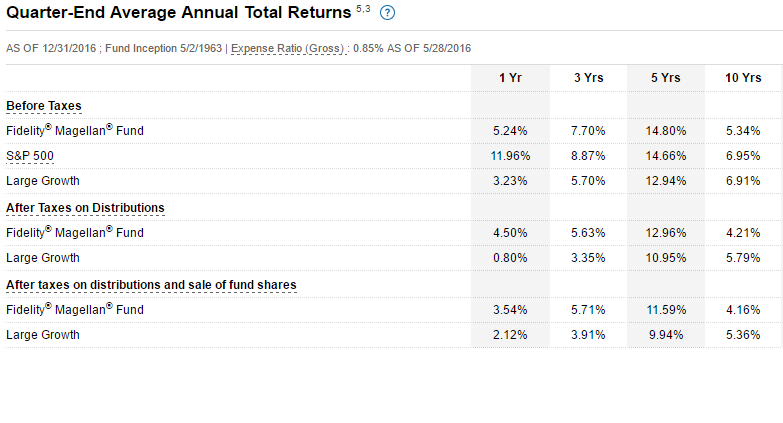 Quarter-End Average Annual Total Returns 5,3 ?
AS OF 12/31/2016 ; Fund Inception 5/2/1963 | Expense Ratio (Gross) : 0.85% AS OF 5/28/2016
1 Yr 3 Yrs 5 Yrs 10 Yrs
Before Taxes
Fidelity® Magellan® Fund 5.24% 7.70% 14.80% 5.34%
S&P 500 11.96% 8.87% 14.66% 6.95%
Large Growth 3.23% 5.70% 12.94% 6.91%
After Taxes on Distributions
Fidelity® Magellan® Fund 4.50% 5.63% 12.96% 4.21%
Large Growth 0.80% 3.35% 10.95% 5.79%
After taxes on distributions and sale of fund shares
Fidelity® Magellan® Fund 3.54% 5.71% 11.59% 4.16%
Large Growth 2.12% 3.91% 9.94% 5.36%